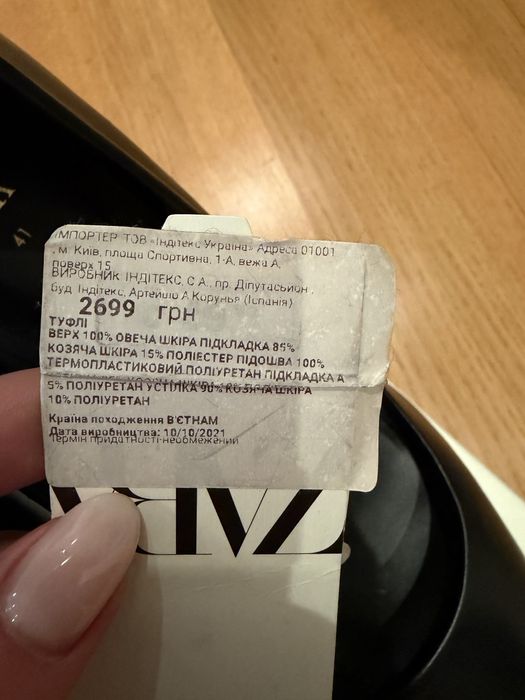 41
ІМПОРТЕР ТОВ «Індітекс Україна» Адреса 01001
, м. Київ, площа Спортивна, 1-А, вежа А,
поверх 15
ВИРОБНИК ІНДІТЕКС, С.А., пр. Діпутасьйон,
буд. Індітекс, Артейшо А Корунья (Іспанія)
2699 грн
ТУФЛІ
ВЕРХ 100% ОВЕЧА ШКІРА ПІДКЛАДКА 85%
КОЗЯЧА ШКІРА 15% ПОЛІЕСТЕР ПІДОШВА 100%
ТЕРМОПЛАСТИКОВИЙ ПОЛІУРЕТАН ПІДКЛАДКА А
5% ПОЛІУРЕТАН УСТІЛКА 90% КОЗЯЧА ШКІРА
10% ПОЛІУРЕТАН
Країна походження В'ЄТНАМ
Дата виробництва: 10/10/2021
Термін придатності-необмежений
ZARA